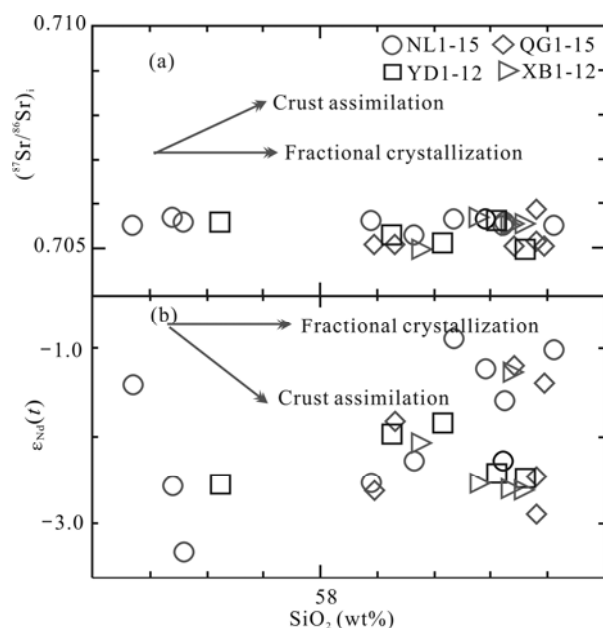 0.710
(a)
NL1-15 QG1-15
YD1-12 XB1-12
Crust assimilation
Fractional crystallization
(⁸⁷Sr/⁸⁶Sr)ᵢ
0.705
(b)
Fractional crystallization
-1.0
Crust assimilation
εNd(t)
-3.0
58
SiO₂ (wt%)